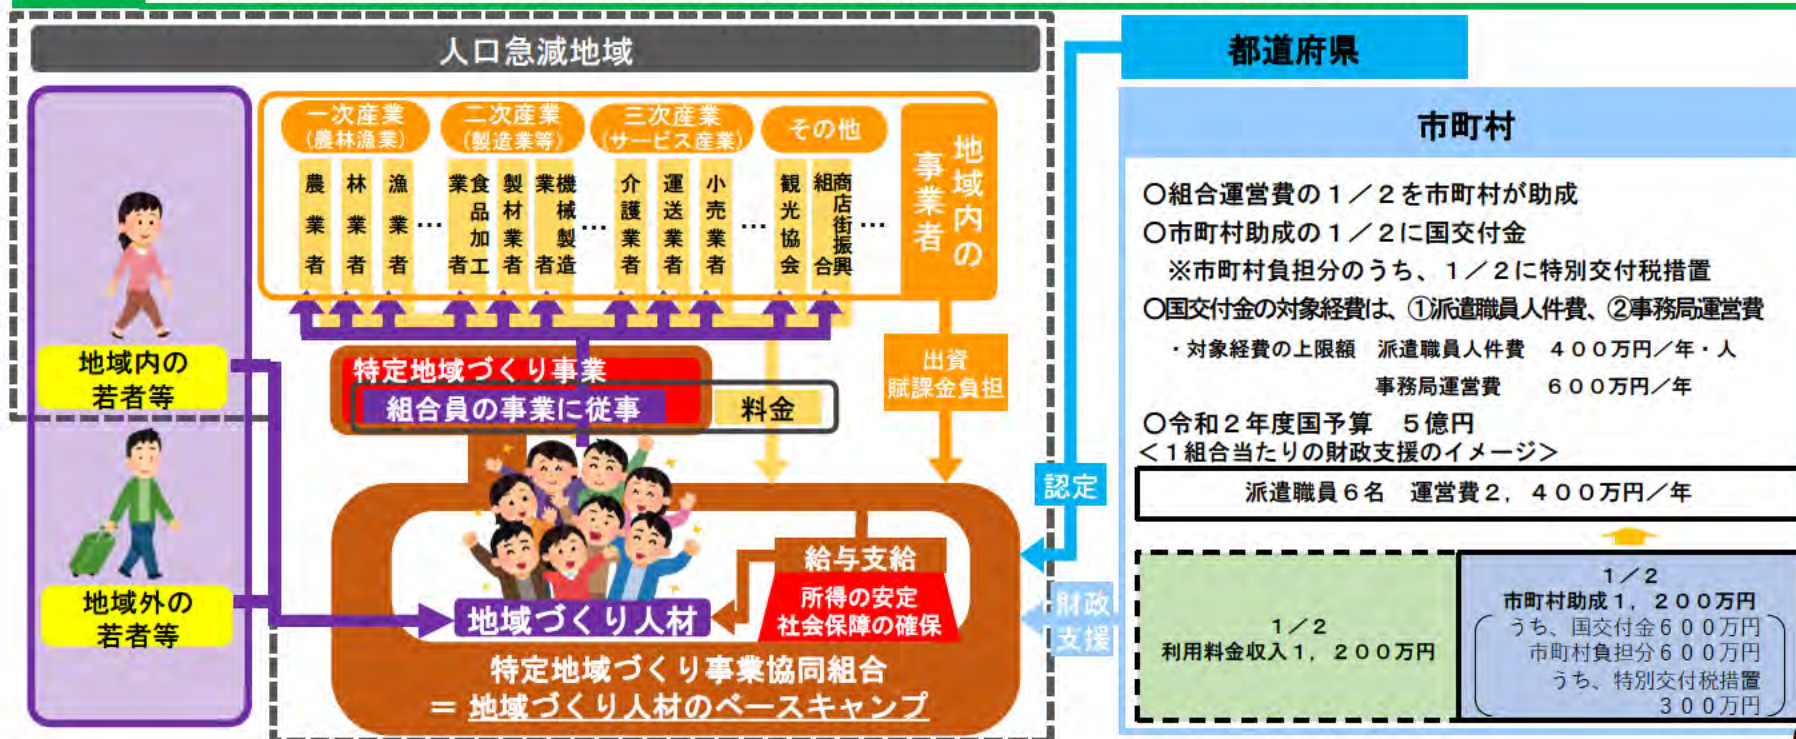 人口急減地域
一次産業
(農林漁業)
二次産業
(製造業等)
三次産業
(サービス産業)
その他
地域内の
事業者
農業者
林業者
漁業者
…
食品加工業者
製材業者
機械製造業者
…
介護業者
運送業者
小売業者
…
観光協会
商店街振興組合
…
地域内の
若者等
地域外の
若者等
特定地域づくり事業
組合員の事業に従事
料金
出資
賦課金負担
給与支給
所得の安定
社会保障の確保
地域づくり人材
特定地域づくり事業協同組合
＝ 地域づくり人材のベースキャンプ
認定
財政
支援
都道府県
市町村
〇組合運営費の１／２を市町村が助成
〇市町村助成の１／２に国交付金
※市町村負担分のうち、１／２に特別交付税措置
〇国交付金の対象経費は、①派遣職員人件費、②事務局運営費
・対象経費の上限額　派遣職員人件費　４００万円／年・人
事務局運営費　　６００万円／年
〇令和２年度国予算　５億円
＜１組合当たりの財政支援のイメージ＞
派遣職員６名　運営費２，４００万円／年
１／２
利用料金収入１，２００万円
１／２
市町村助成１，２００万円
うち、国交付金６００万円
市町村負担分６００万円
うち、特別交付税措置
３００万円